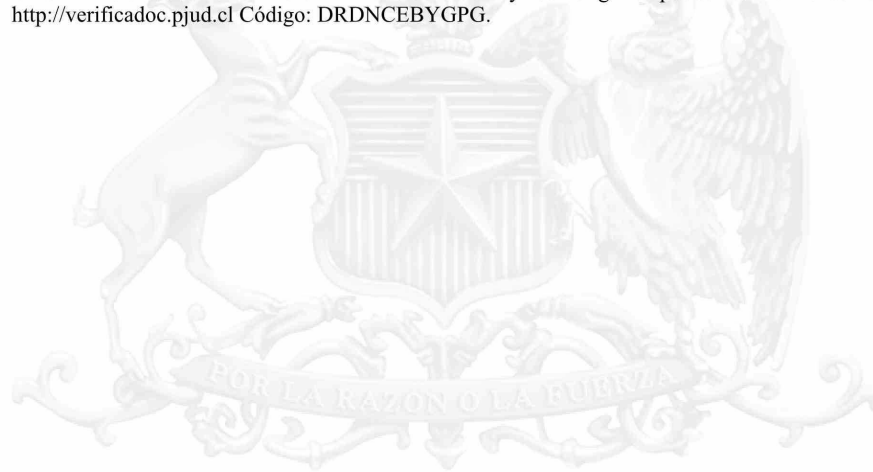 http://verificadoc.pjud.cl Código: DRDNCEBYGPG.
POR LA RAZON O LA FUERZA